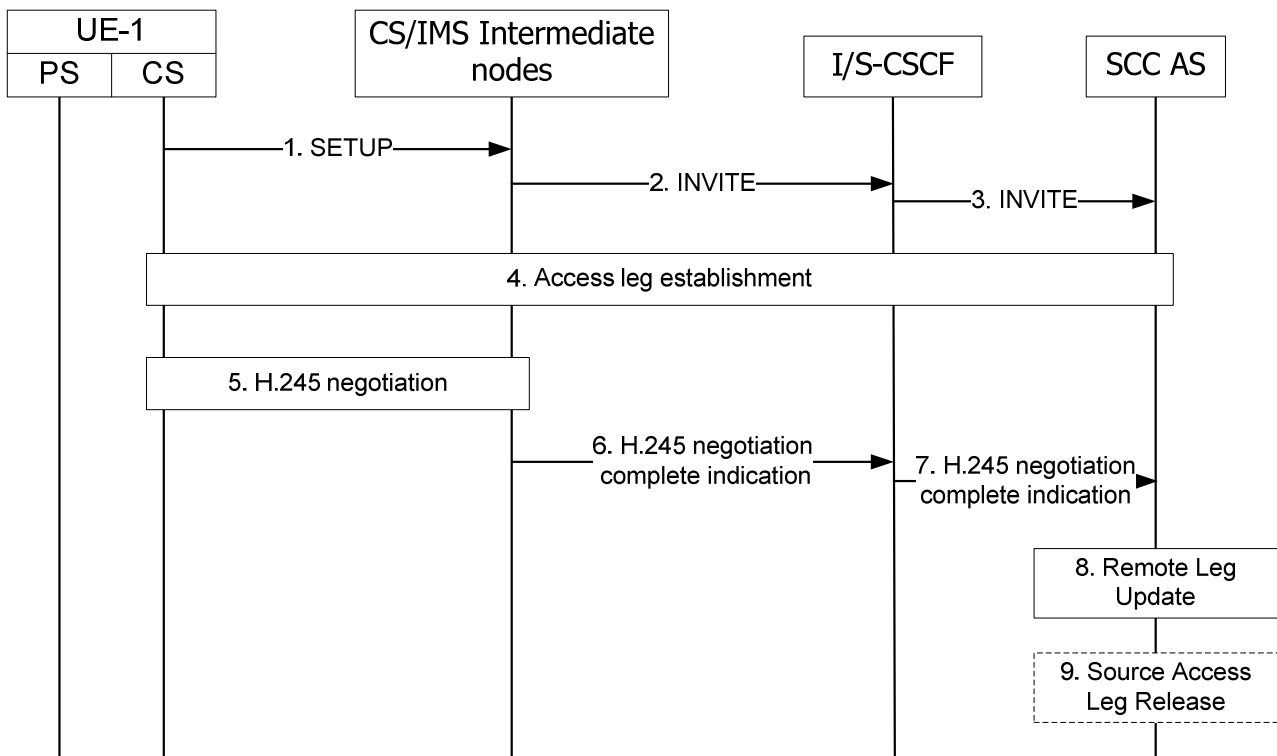 UE-1
PS
CS
CS/IMS Intermediate
nodes
I/S-CSCF
SCC AS
1. SETUP
2. INVITE
3. INVITE
4. Access leg establishment
5. H.245 negotiation
6. H.245 negotiation
complete indication
7. H.245 negotiation
complete indication
8. Remote Leg
Update
9. Source Access
Leg Release